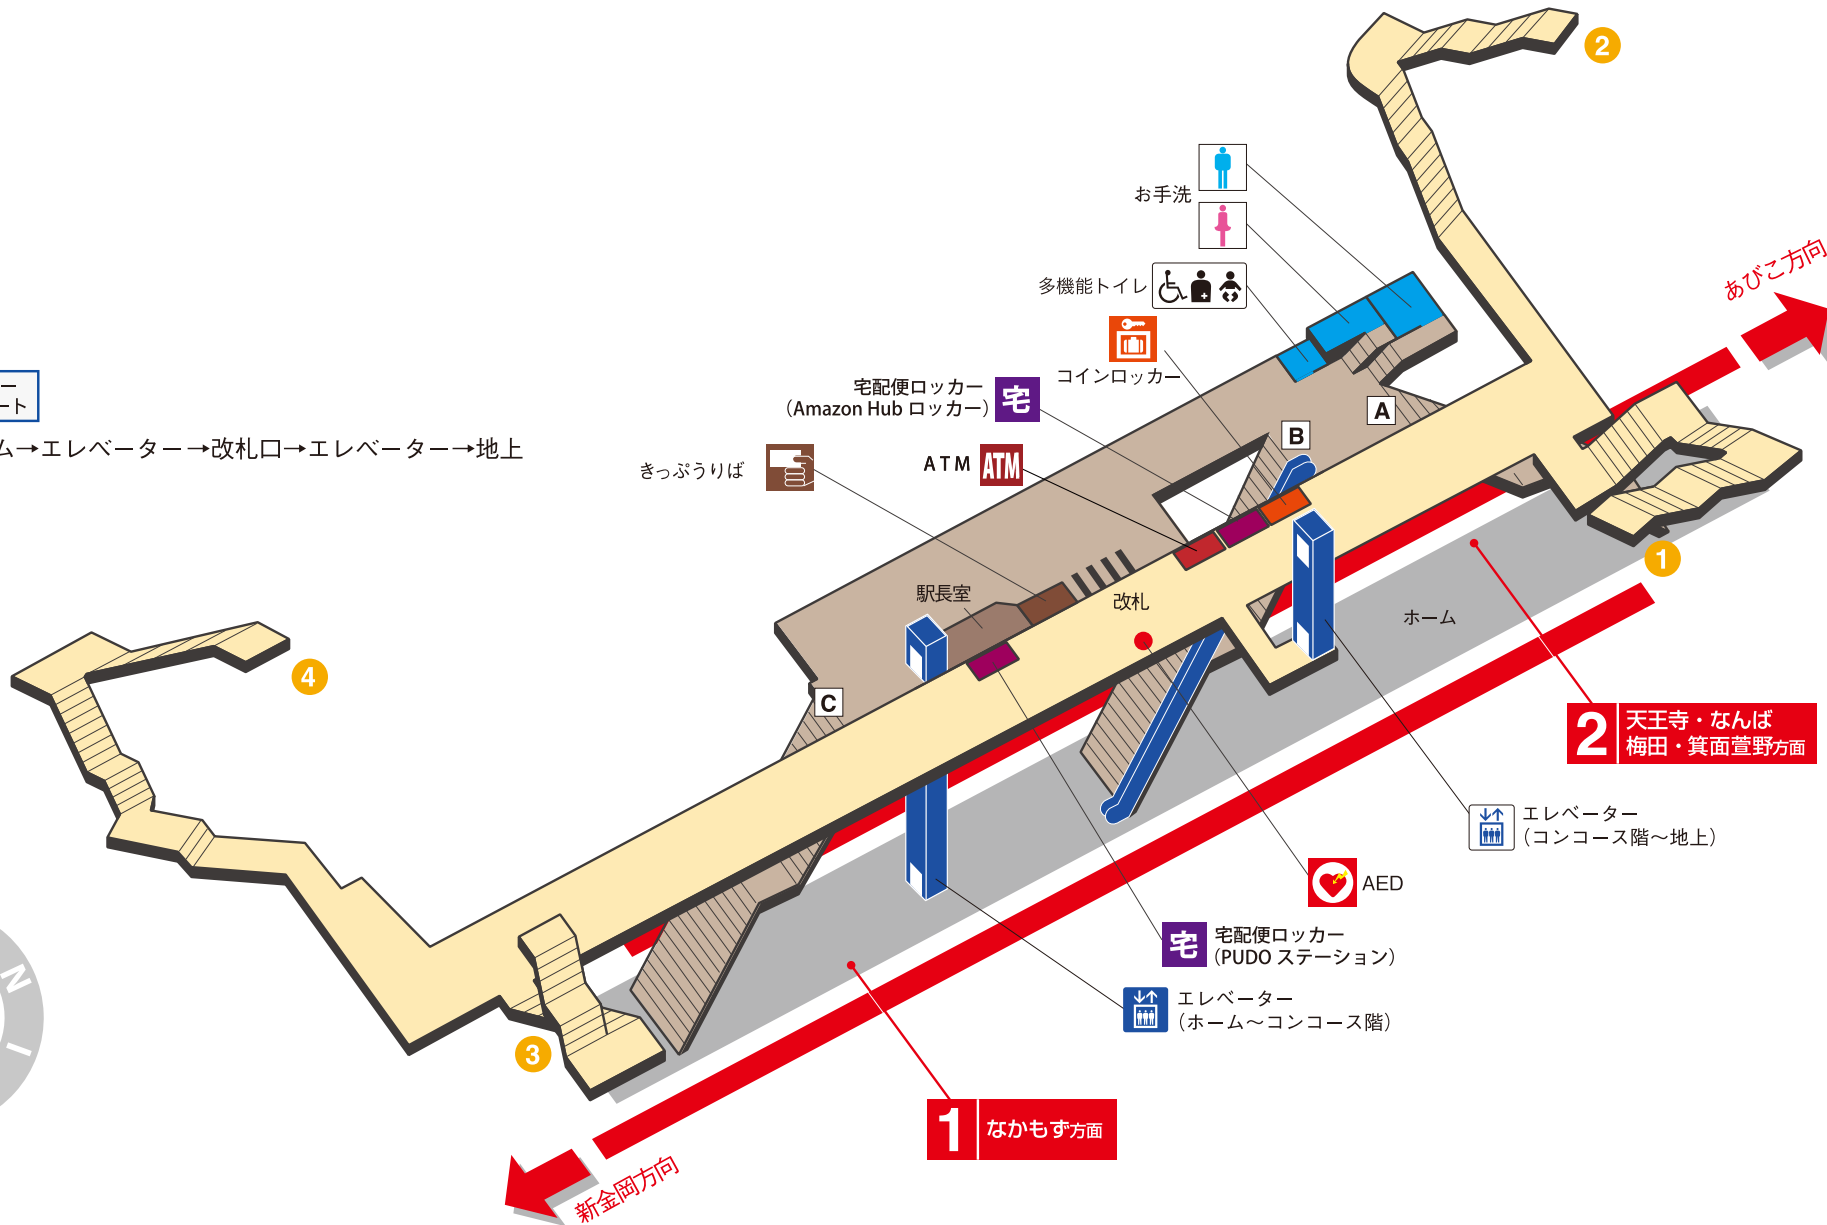 2
お手洗
多機能トイレ
コインロッカー
宅配便ロッカー
（Amazon Hub ロッカー）
宅
きっぷうりば
ATM
ATM
あびこ方向
ー
ート
ム→エレベーター→改札口→エレベーター→地上
A
B
C
駅長室
改札
ホーム
1
4
3
2 天王寺・なんば
梅田・箕面萱野方面
エレベーター
（コンコース階～地上）
AED
宅
宅配便ロッカー
（PUDO ステーション）
エレベーター
（ホーム～コンコース階）
1 なかもず方面
新金岡方向
N